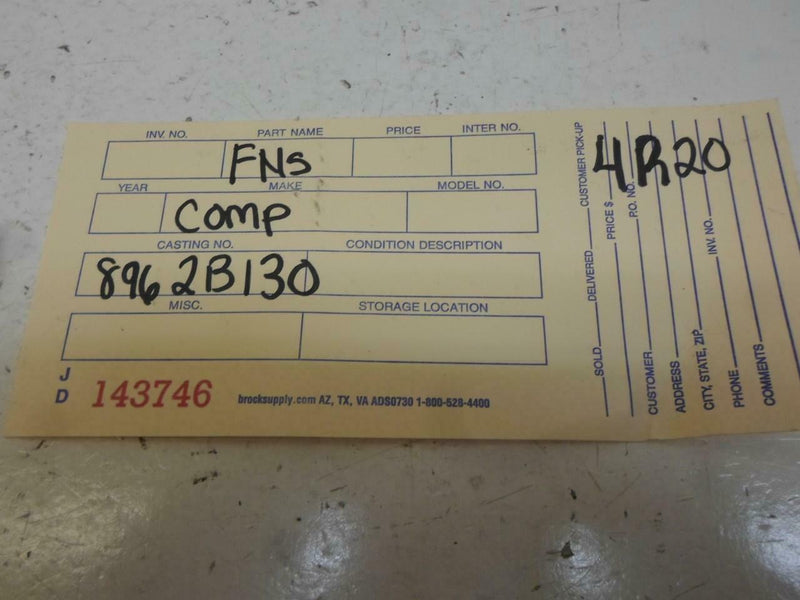 INV. NO. PART NAME PRICE INTER NO.
FNS
YEAR MAKE MODEL NO.
COMP
CASTING NO. CONDITION DESCRIPTION
8962B130
MISC. STORAGE LOCATION
J
D
143746
brocksupply.com AZ, TX, VA ADS0730 1-800-528-4400
4R20
SOLD DELIVERED CUSTOMER PICK-UP
PRICE $
P.O. NO.
CUSTOMER
ADDRESS
CITY, STATE, ZIP INV. NO.
PHONE
COMMENTS